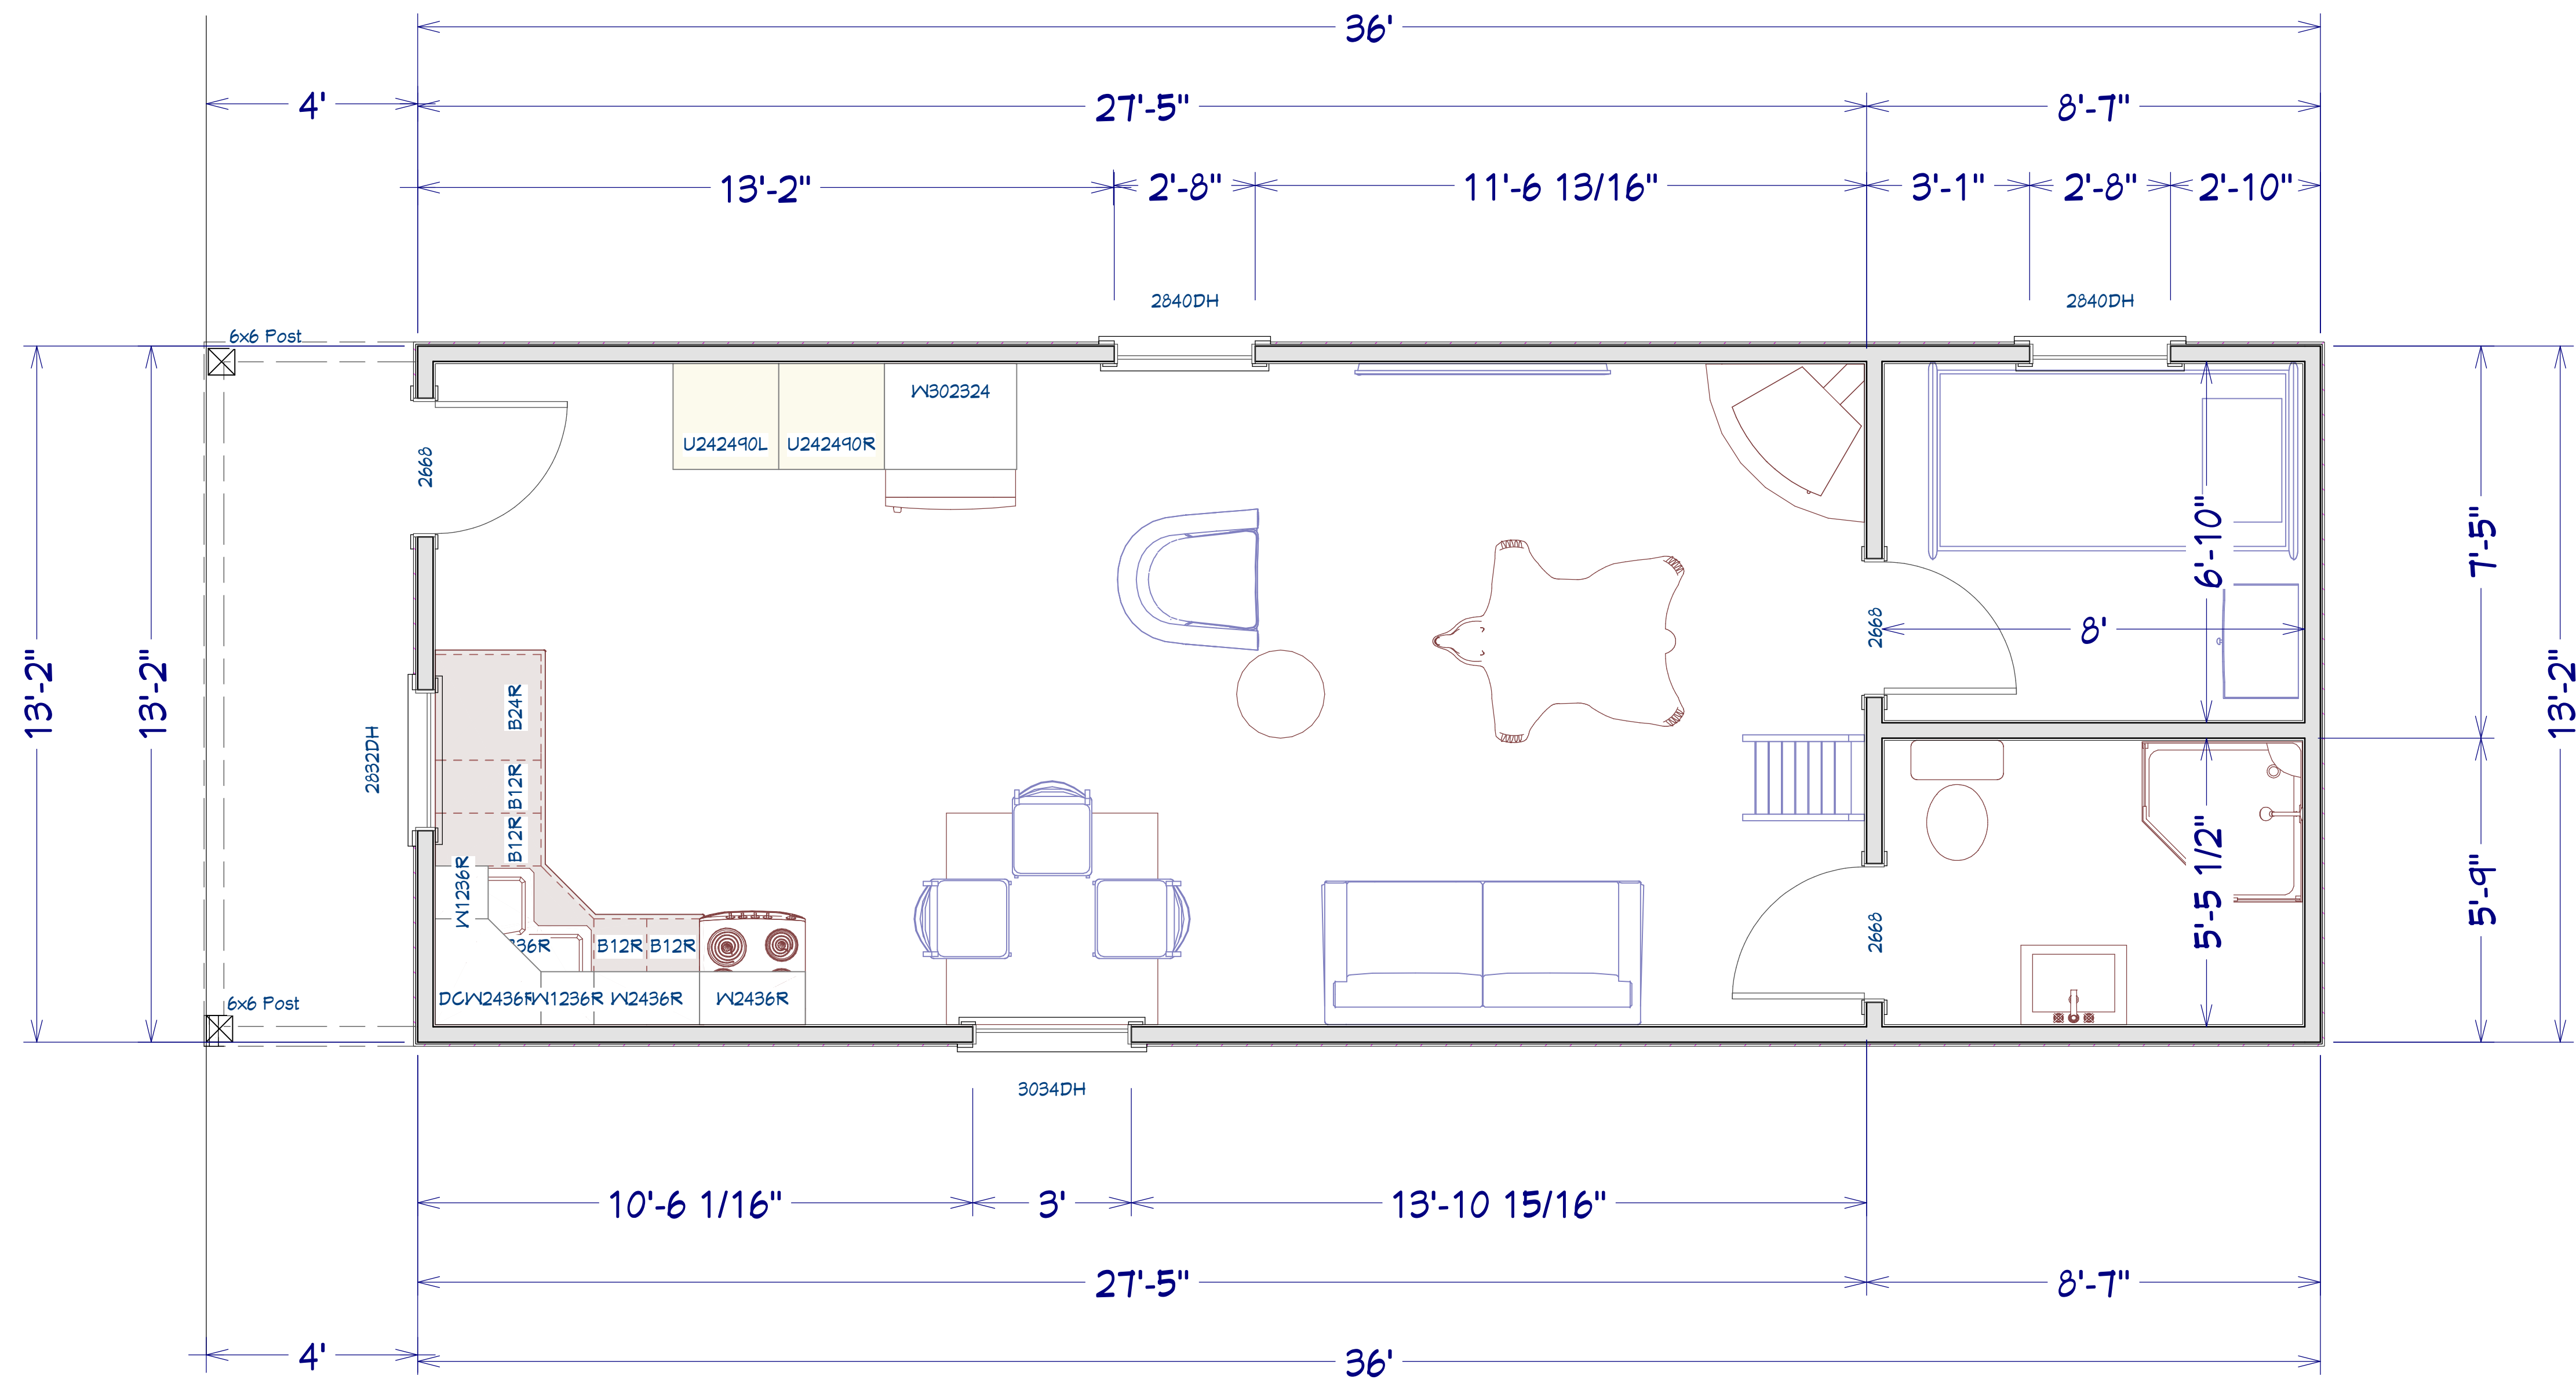 36'
4'
27'-5"
8'-7"
13'-2"
2'-8"
11'-6 13/16"
3'-1"
2'-8"
2'-10"
2840DH
2840DH
6x6 Post
W302324
U242490L
U242490R
2668
6'-10"
7'-5"
8'
2668
13'-2"
13'-2"
13'-2"
2832DH
B24R
B12R
B12R
W1236R
36R
B12R
B12R
DCW2436R
W1236R
W2436R
W2436R
2668
5'-5 1/2"
5'-9"
6x6 Post
3034DH
10'-6 1/16"
3'
13'-10 15/16"
27'-5"
8'-7"
4'
36'